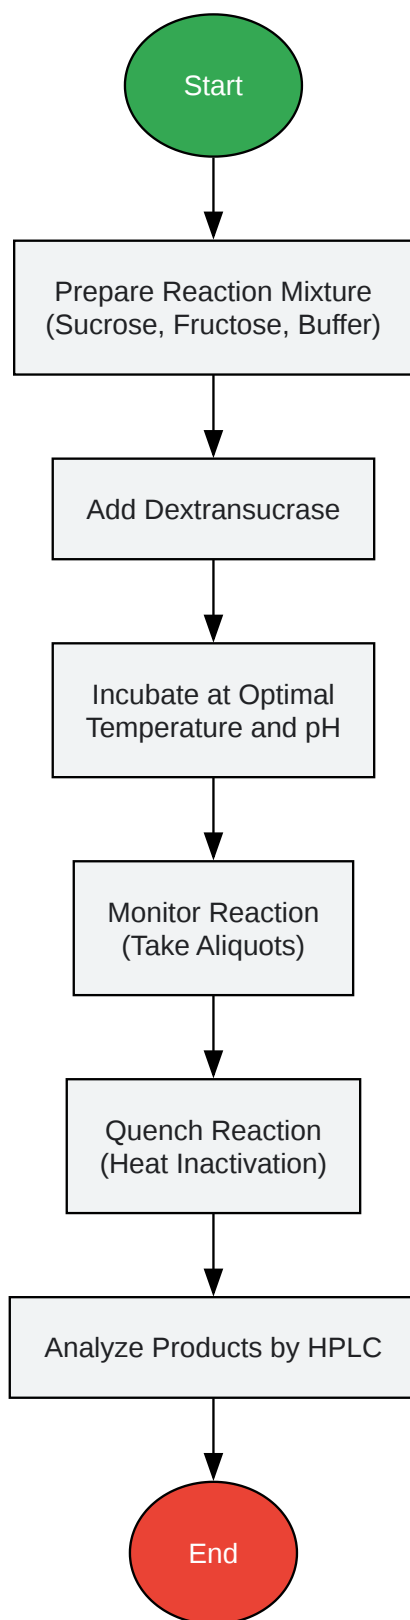 Start
Prepare Reaction Mixture
(Sucrose, Fructose, Buffer)
Add Dextransucrase
Incubate at Optimal
Temperature and pH
Monitor Reaction
(Take Aliquots)
Quench Reaction
(Heat Inactivation)
Analyze Products by HPLC
End